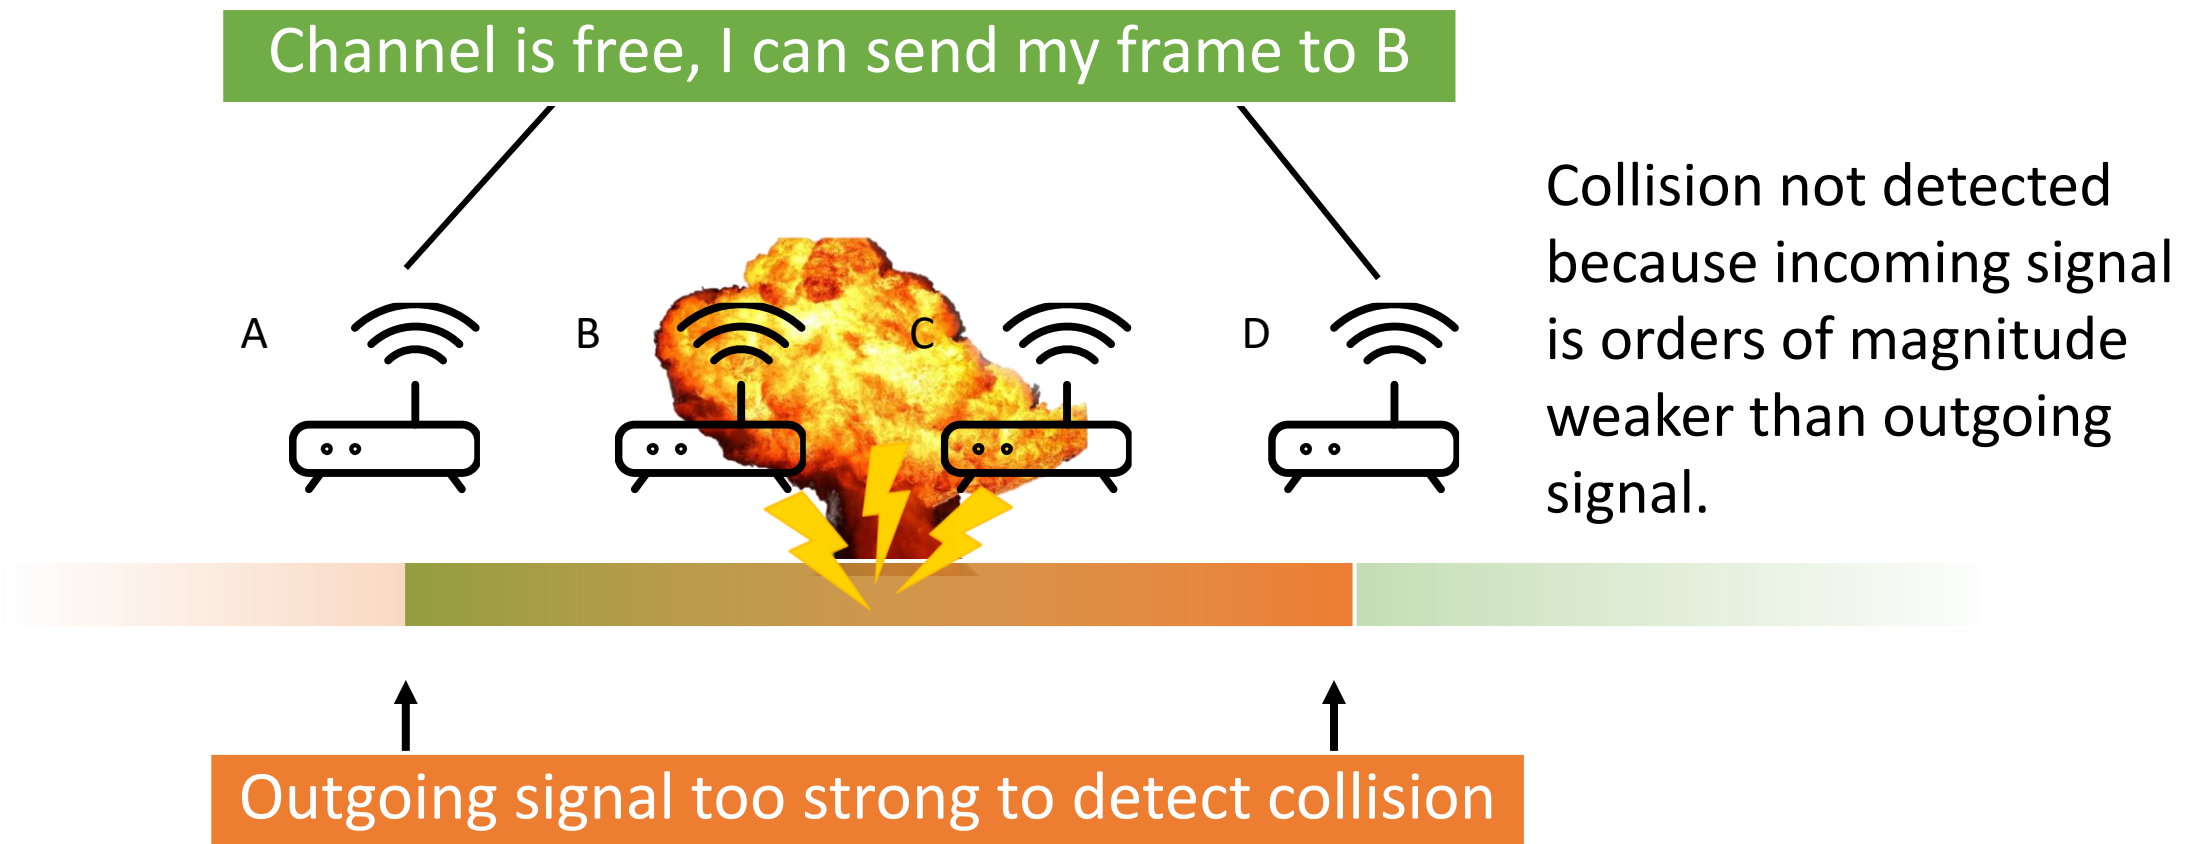 Channel is free, I can send my frame to B
A
B
C
D
Collision not detected
because incoming signal
is orders of magnitude
weaker than outgoing
signal.
Outgoing signal too strong to detect collision